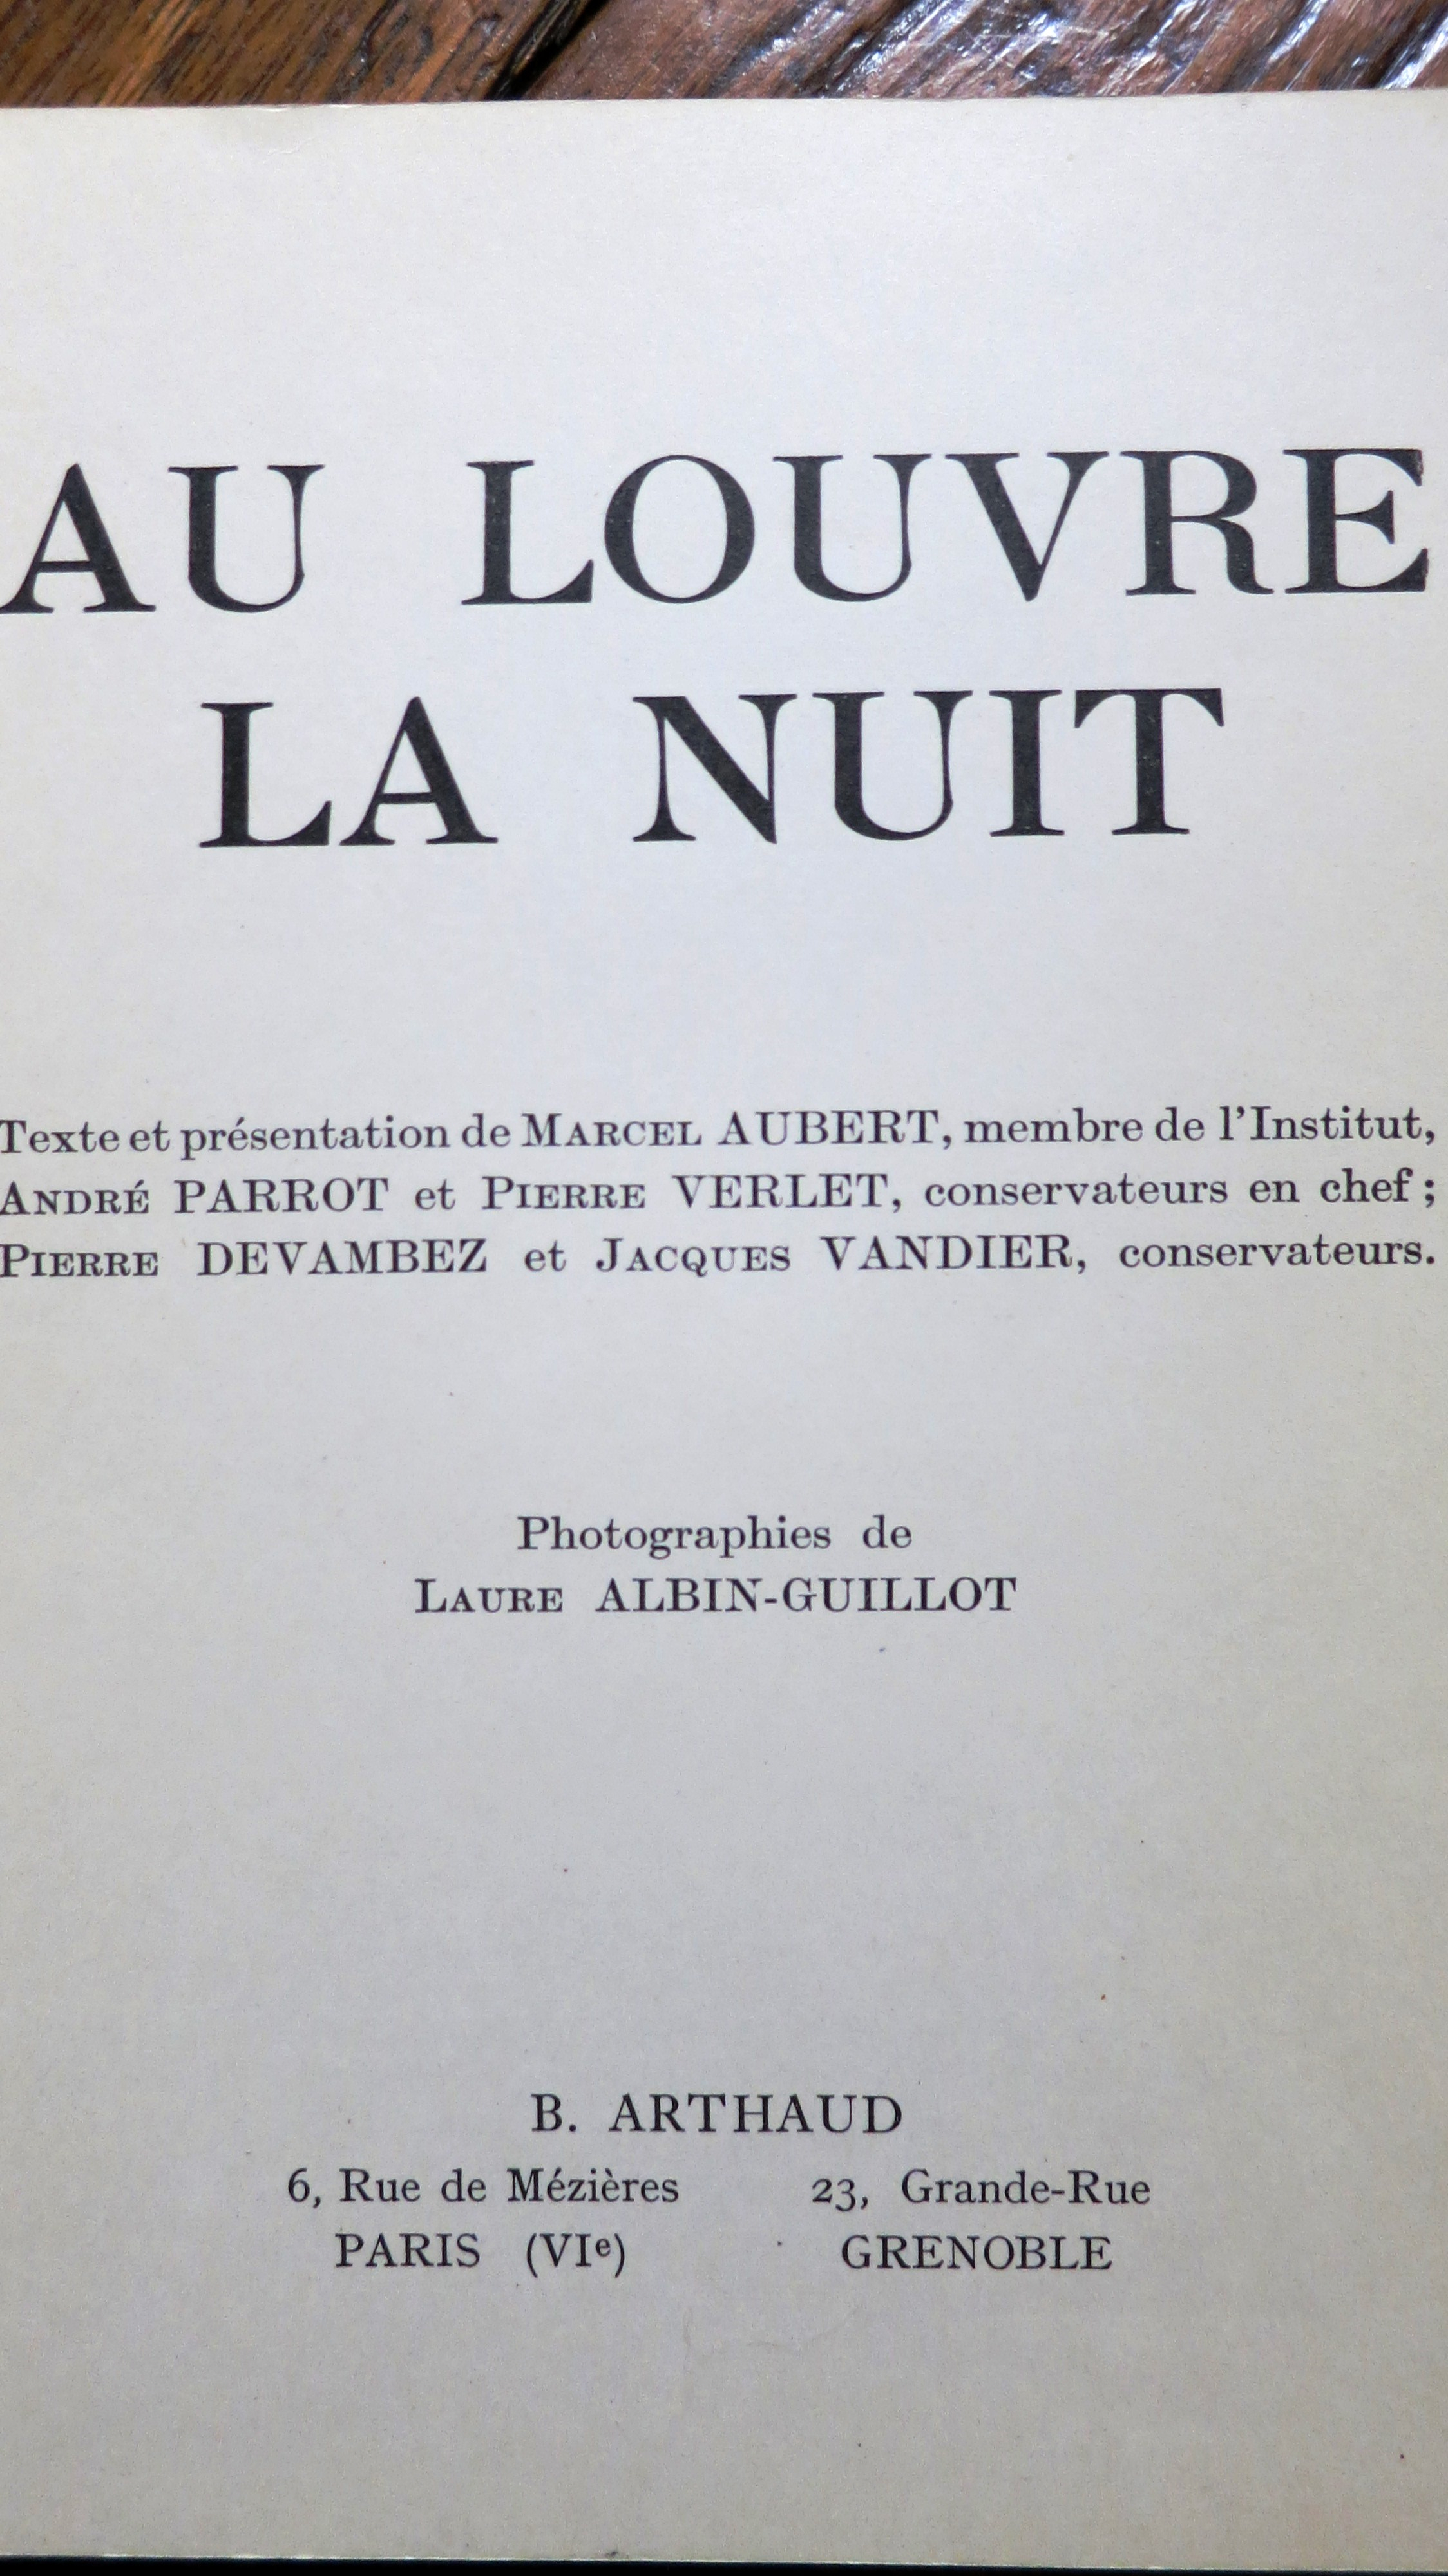 AU LOUVRE
LA NUIT
Texte et présentation de MARCEL AUBERT, membre de l'Institut,
ANDRÉ PARROT et PIERRE VERLET, conservateurs en chef ;
PIERRE DEVAMBEZ et JACQUES VANDIER, conservateurs.
Photographies de
LAURE ALBIN-GUILLOT
B. ARTHAUD
6, Rue de Mézières 23, Grande-Rue
PARIS (VIe) GRENOBLE